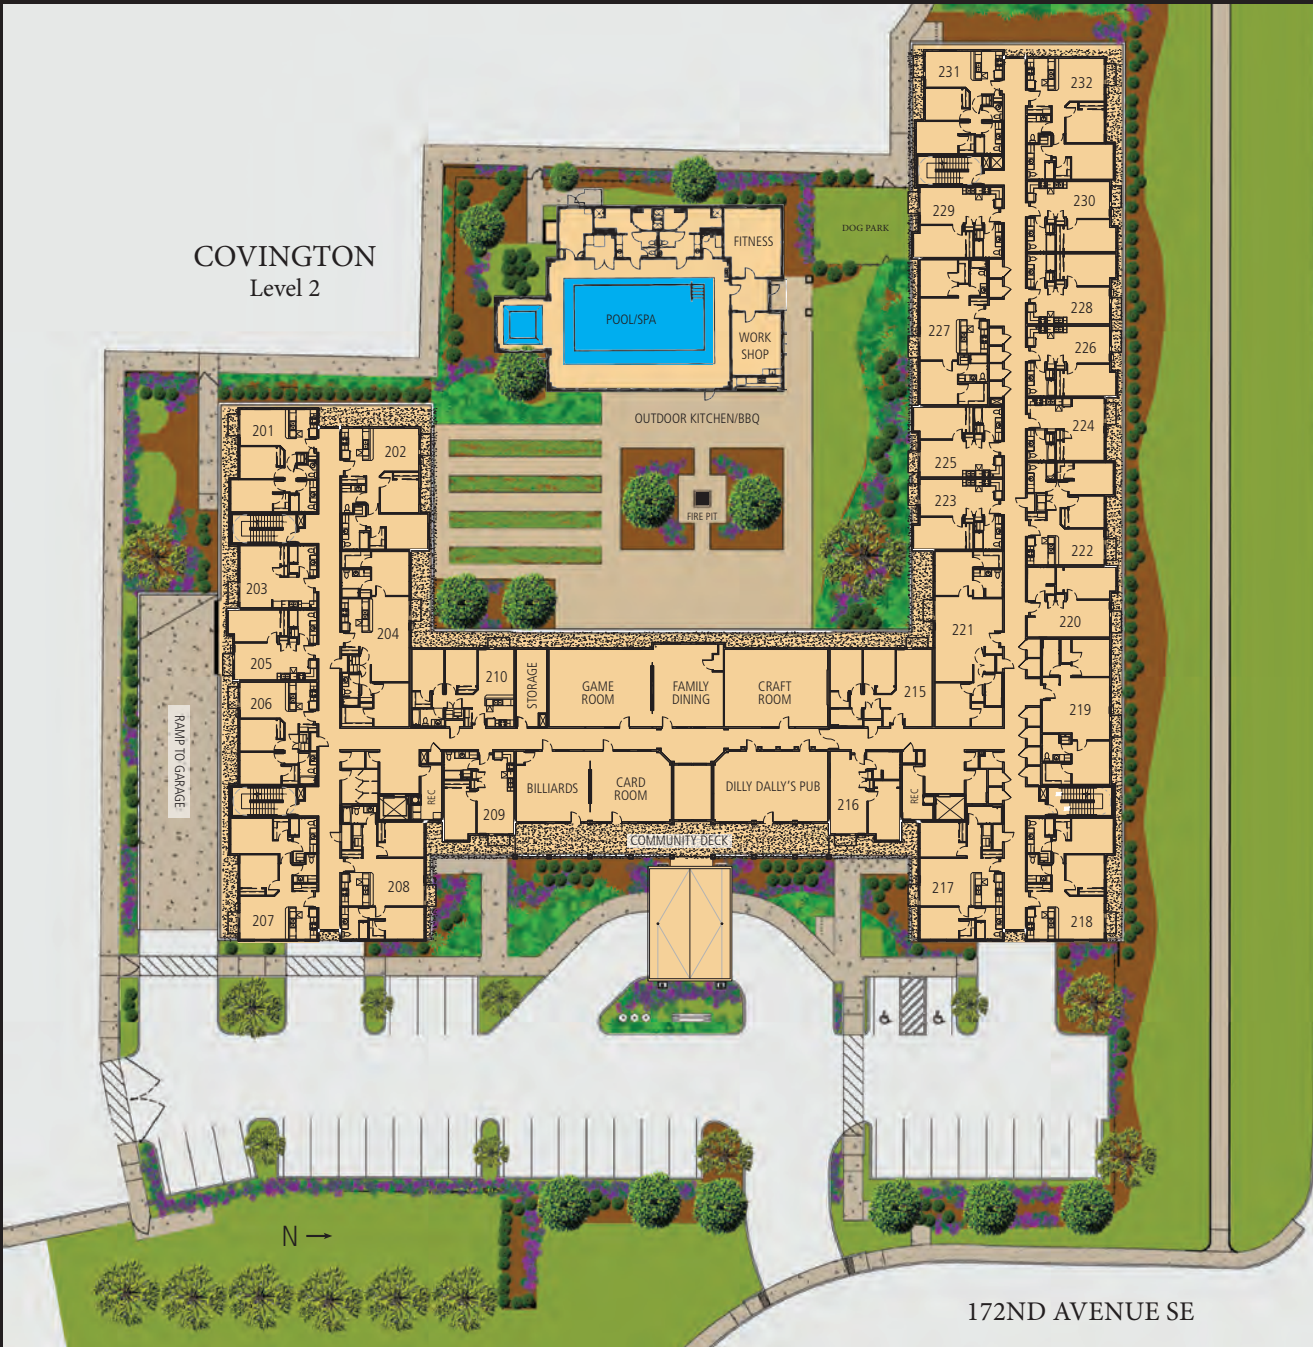 COVINGTON
Level 2
231
232
229
230
DOG PARK
FITNESS
POOL/SPA
WORK
SHOP
227
228
226
OUTDOOR KITCHEN/BBQ
201
202
224
225
223
FIRE PIT
222
203
204
221
220
205
206
210
STORAGE
GAME
ROOM
FAMILY
DINING
CRAFT
ROOM
215
219
RAMP TO GARAGE
REC
209
BILLIARDS
CARD
ROOM
DILLY DALLY'S PUB
216
REC
COMMUNITY DECK
208
207
217
218
N
172ND AVENUE SE